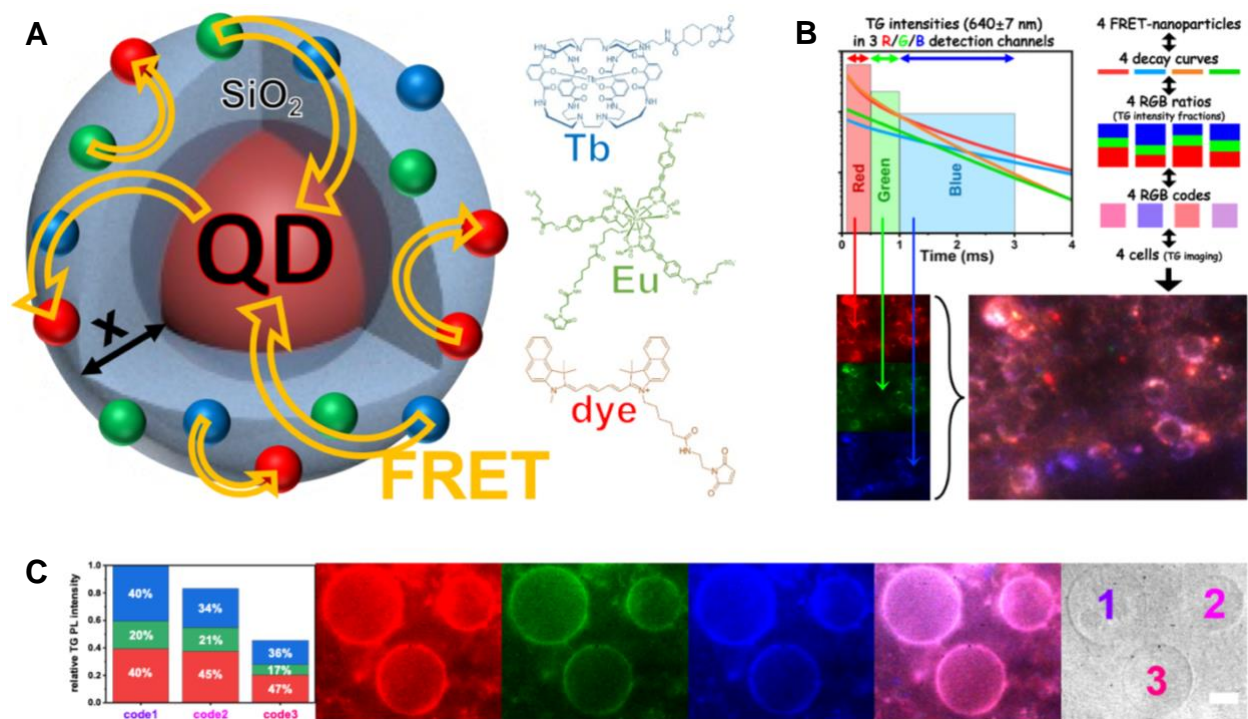 A
SiO2
QD
X
FRET
Tb
Eu
dye
B
TG intensities (640±7 nm)
in 3 R/G/B detection channels
Red
Green
Blue
0
1
2
3
4
Time (ms)
4 FRET-nanoparticles
4 decay curves
4 RGB ratios
(TG intensity fractions)
4 RGB codes
4 cells (TG imaging)
C
relative TG PL intensity
1.0
0.8
0.6
0.4
0.2
0.0
40%
20%
40%
34%
21%
45%
36%
17%
47%
code1
code2
code3
1
2
3